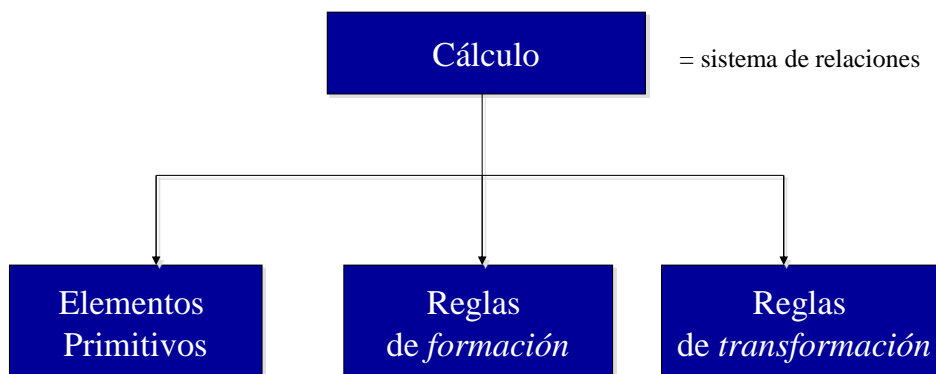 Cálculo
= sistema de relaciones
Elementos
Primitivos
Reglas
de formación
Reglas
de transformación